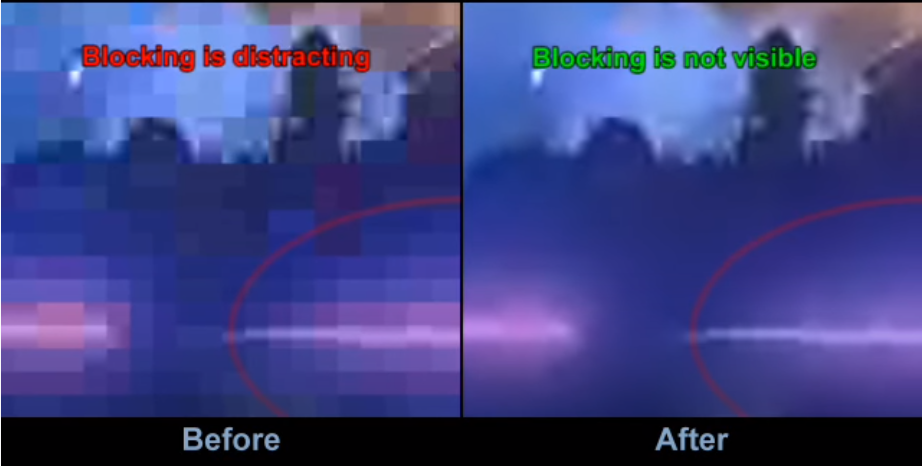 Blocking is distracting
Blocking is not visible
Before
After